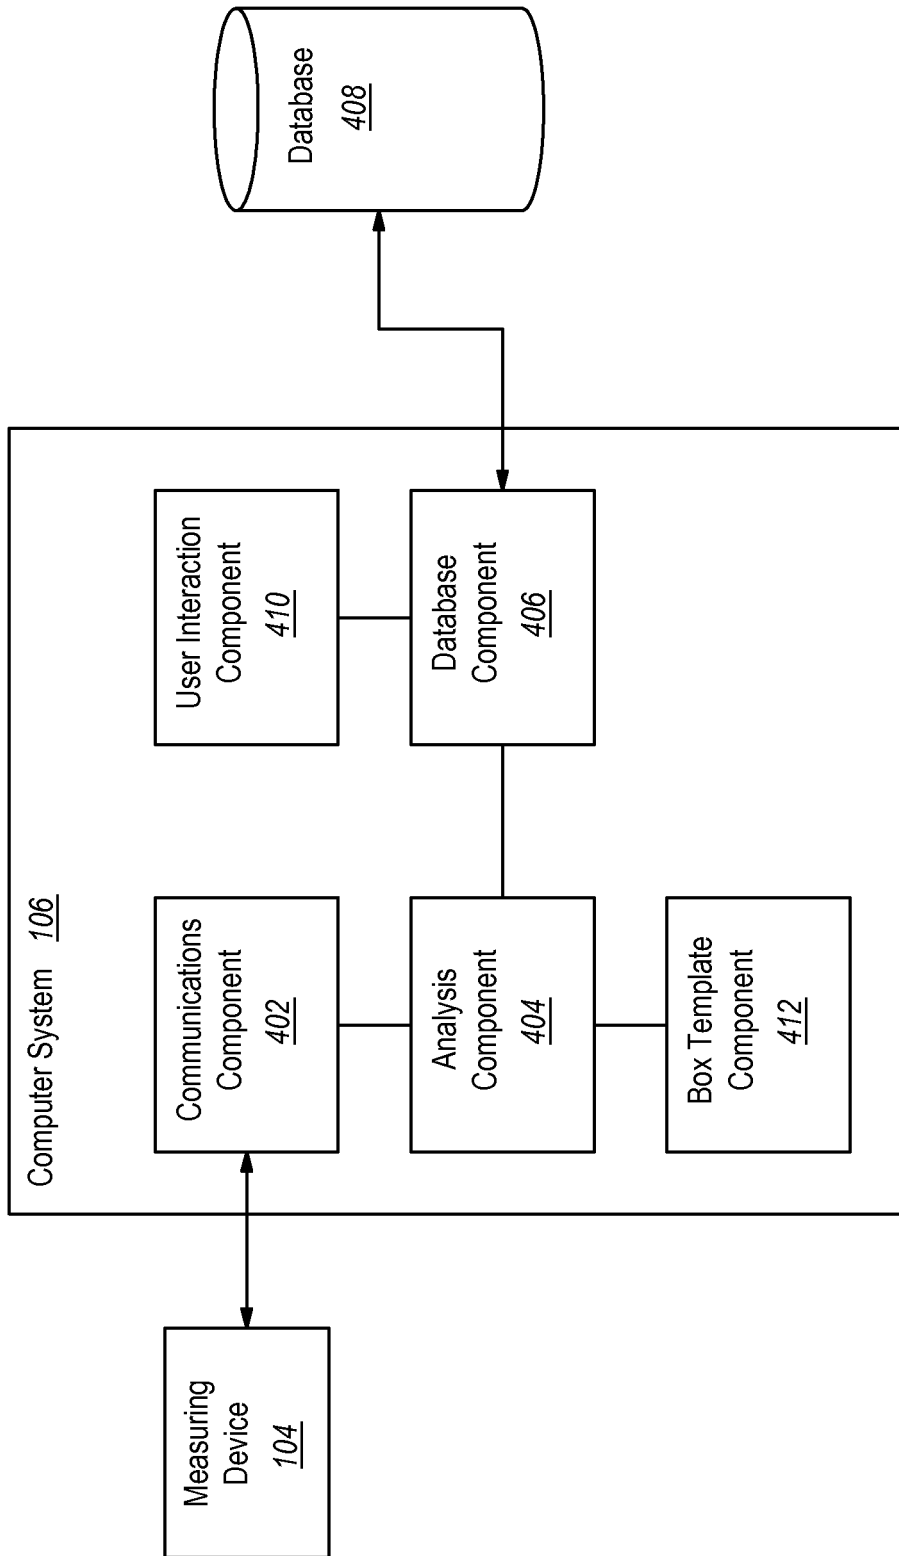 Computer System 106
Measuring
Device
104
Communications
Component
402
User Interaction
Component
410
Database
408
Analysis
Component
404
Database
Component
406
Box Template
Component
412